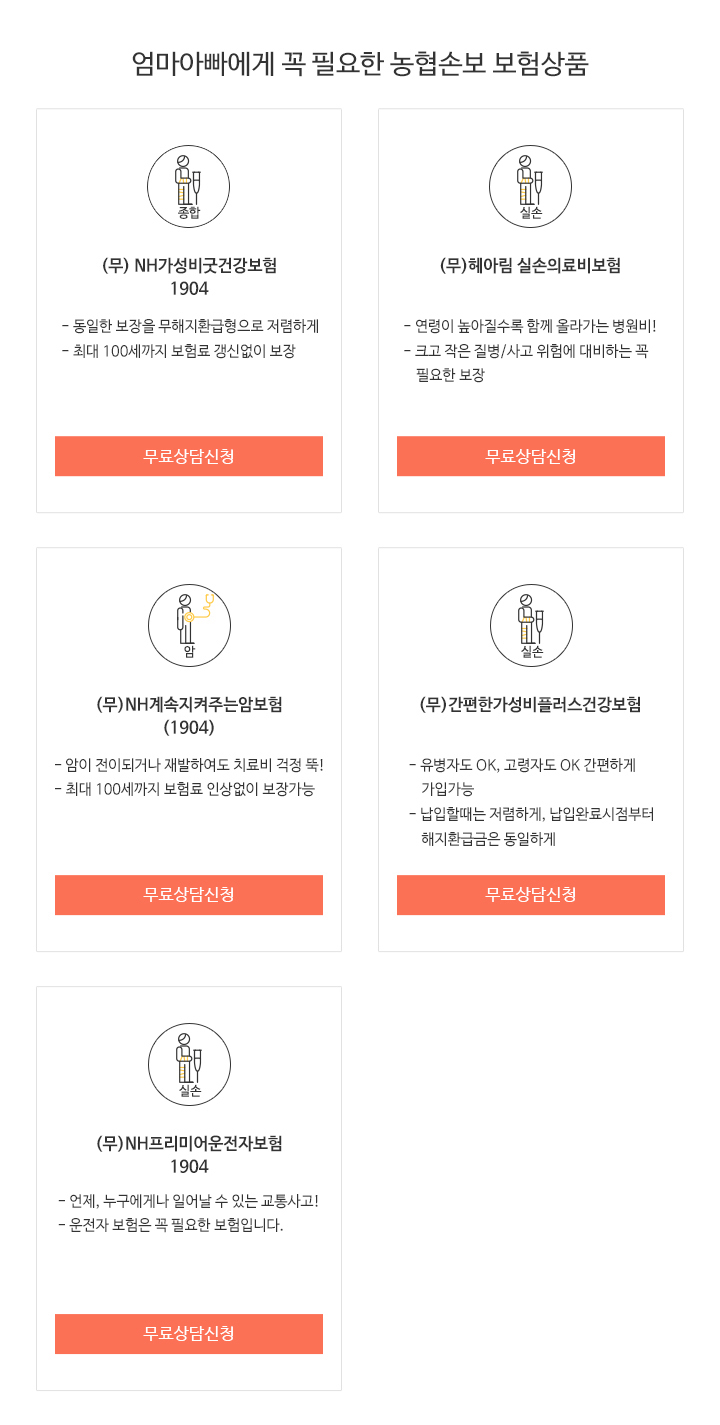 엄마아빠에게 꼭 필요한 농협손보 보험상품
종합
(무) NH가성비굿건강보험
1904
- 동일한 보장을 무해지환급형으로 저렴하게
- 최대 100세까지 보험료 갱신없이 보장
무료상담신청
실손
(무)헤아림 실손의료비보험
- 연령이 높아질수록 함께 올라가는 병원비!
- 크고 작은 질병/사고 위험에 대비하는 꼭
필요한 보장
무료상담신청
암
(무)NH계속지켜주는암보험
(1904)
- 암이 전이되거나 재발하여도 치료비 걱정 뚝!
- 최대 100세까지 보험료 인상없이 보장가능
무료상담신청
실손
(무)간편한가성비플러스건강보험
- 유병자도 OK, 고령자도 OK 간편하게
가입가능
- 납입할때는 저렴하게, 납입완료시점부터
해지환급금은 동일하게
무료상담신청
실손
(무)NH프리미어운전자보험
1904
- 언제, 누구에게나 일어날 수 있는 교통사고!
- 운전자 보험은 꼭 필요한 보험입니다.
무료상담신청